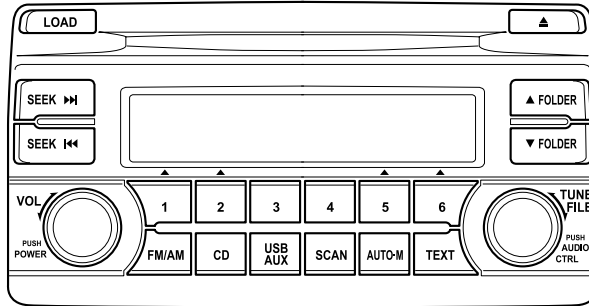 LOAD
SEEK
SEEK
FOLDER
FOLDER
VOL
PUSH
POWER
1
2
3
4
5
6
FM/AM
CD
USB
AUX
SCAN
AUTO-M
TEXT
TUNE
FILE
PUSH
AUDIO
CTRL